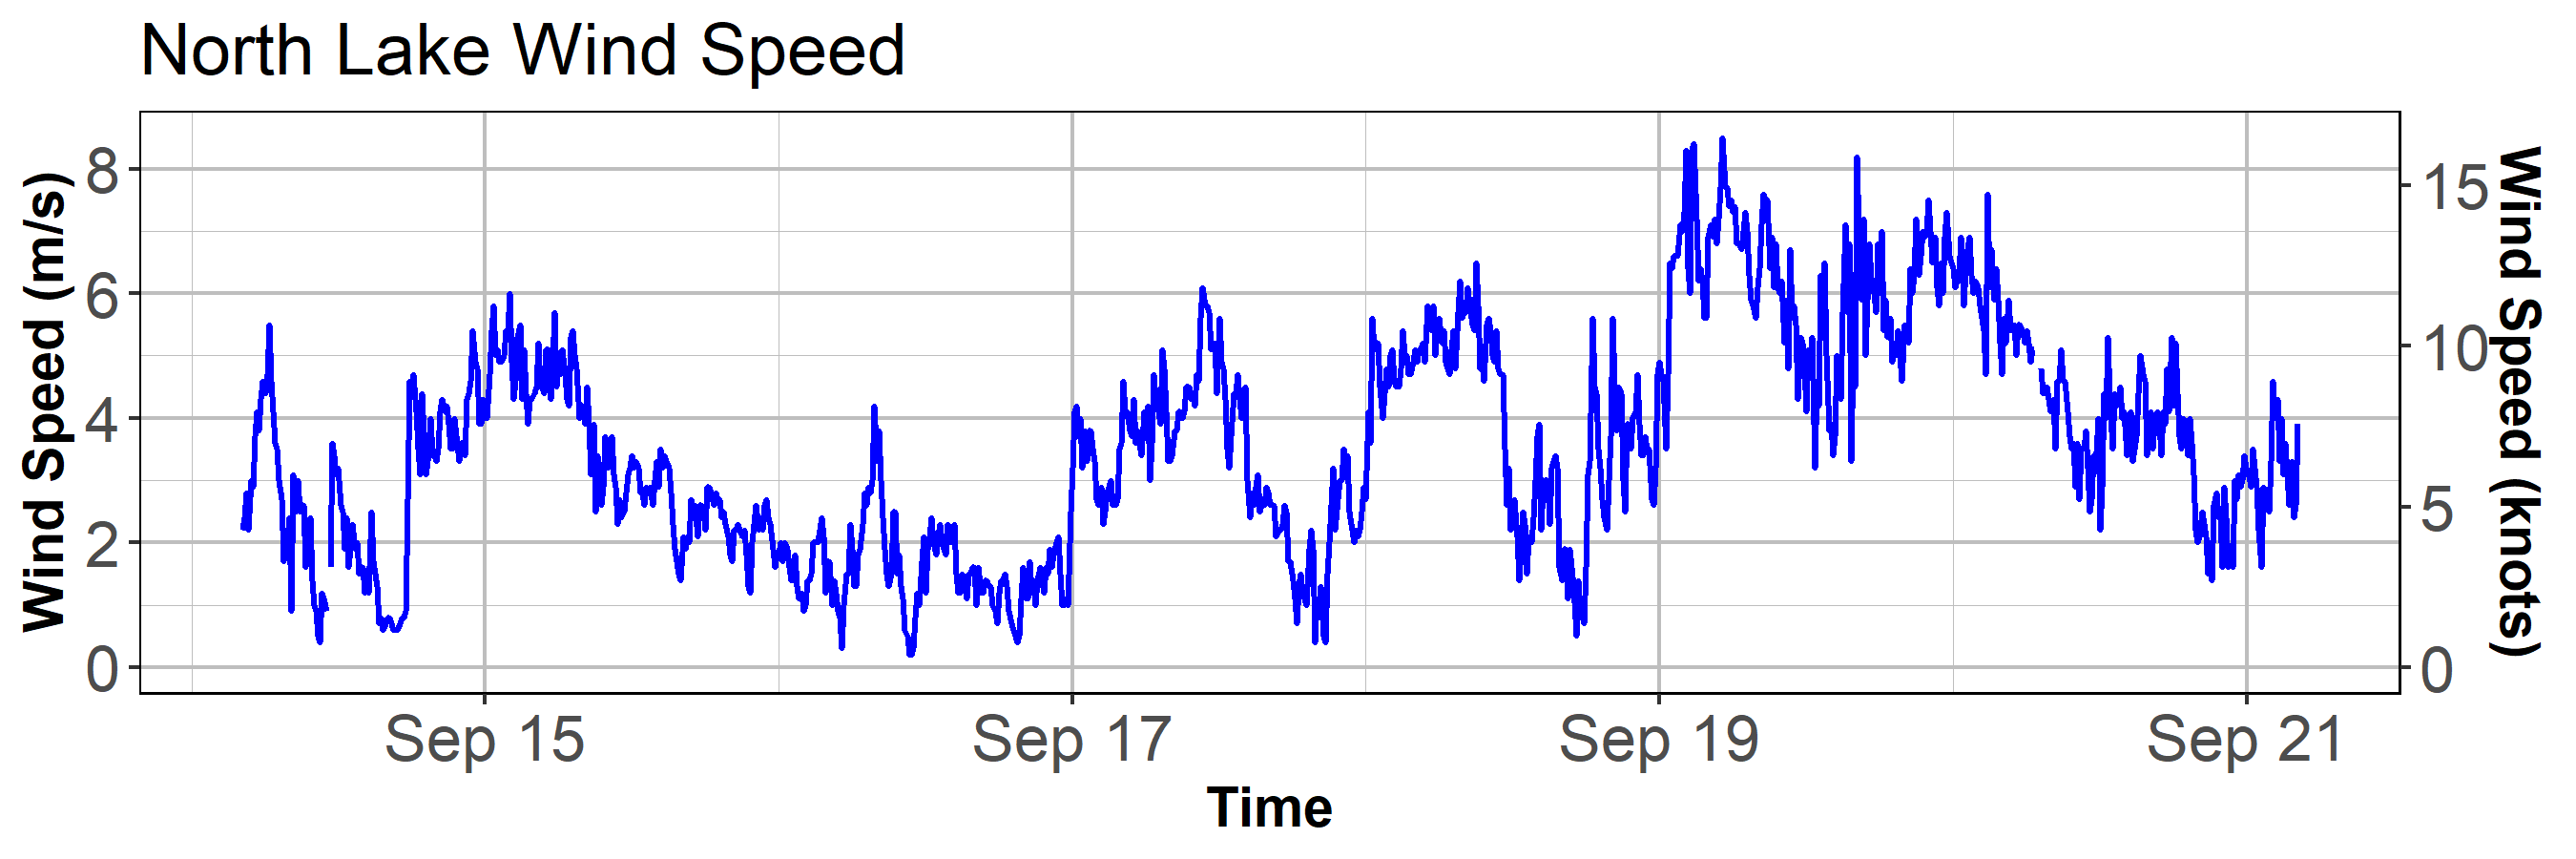 North Lake Wind Speed
Wind Speed (m/s)
8
6
4
2
0
15
10
5
0
Wind Speed (knots)
Sep 15
Sep 17
Sep 19
Sep 21
Time